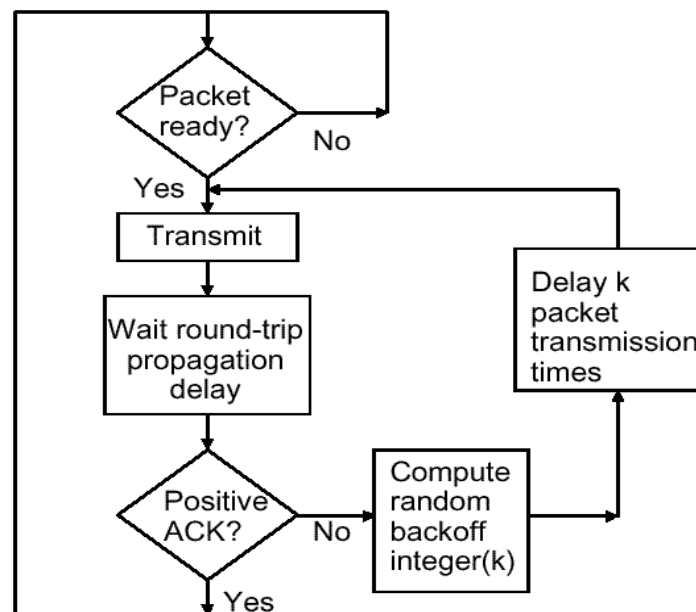 Packet
ready?
No
Yes
Transmit
Wait round-trip
propagation
delay
Delay k
packet
transmission
times
Positive
ACK?
No
Compute
random
backoff
integer(k)
Yes